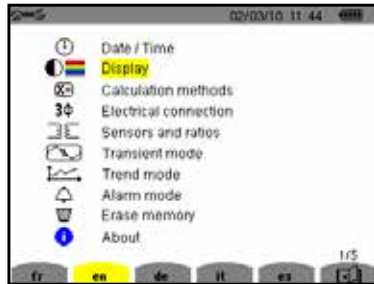 02/03/10 11:44
Date / Time
Display
Calculation methods
3φ Electrical connection
Sensors and ratios
Transient mode
Trend mode
Alarm mode
Erase memory
i About
1/5
fr en de it es